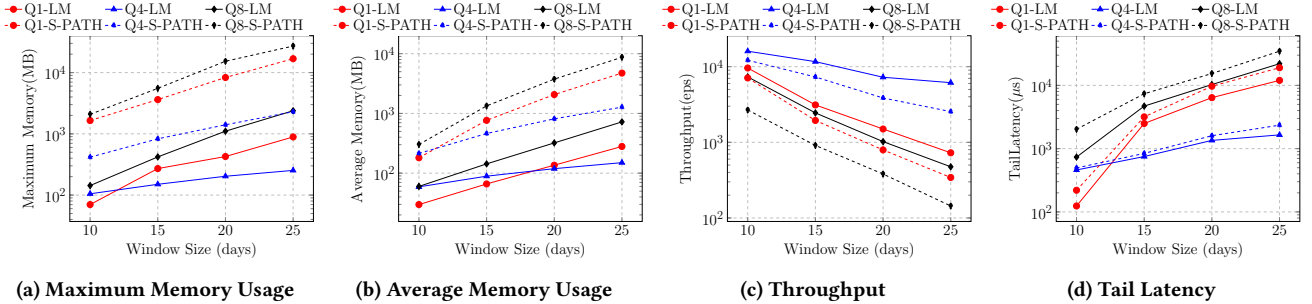 Q1-LM Q4-LM Q8-LM
Q1-S-PATH Q4-S-PATH Q8-S-PATH
Maximum Memory(MB)
10^4
10^3
10^2
10 15 20 25
Window Size (days)
(a) Maximum Memory Usage
Q1-LM Q4-LM Q8-LM
Q1-S-PATH Q4-S-PATH Q8-S-PATH
Average Memory(MB)
10^4
10^3
10^2
10 15 20 25
Window Size (days)
(b) Average Memory Usage
Q1-LM Q4-LM Q8-LM
Q1-S-PATH Q4-S-PATH Q8-S-PATH
Throughput(eps)
10^4
10^3
10^2
10 15 20 25
Window Size (days)
(c) Throughput
Q1-LM Q4-LM Q8-LM
Q1-S-PATH Q4-S-PATH Q8-S-PATH
TailLatency(μs)
10^4
10^3
10^2
10 15 20 25
Window Size (days)
(d) Tail Latency